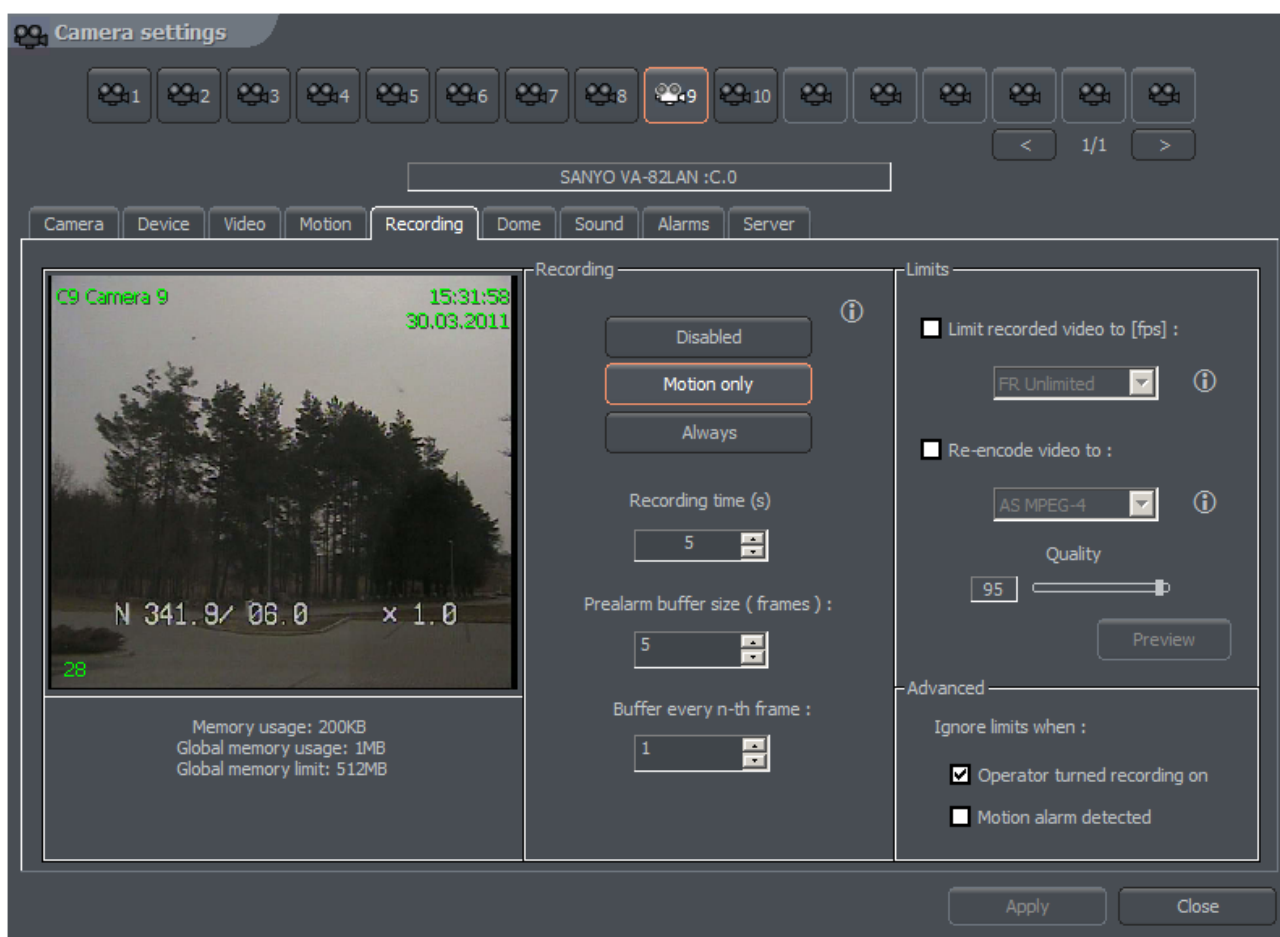 Camera settings
1 2 3 4 5 6 7 8 9 10
< 1/1 >
SANYO VA-82LAN :C.0
Camera Device Video Motion Recording Dome Sound Alarms Server
C9 Camera 9
15:31:58
30.03.2011
N 341.9/ 06.0 x 1.0
28
Memory usage: 200KB
Global memory usage: 1MB
Global memory limit: 512MB
Recording
Disabled
Motion only
Always
Recording time (s)
5
Prealarm buffer size ( frames ) :
5
Buffer every n-th frame :
1
Limits
Limit recorded video to [fps] :
FR Unlimited
Re-encode video to :
AS MPEG-4
Quality
95
Preview
Advanced
Ignore limits when :
Operator turned recording on
Motion alarm detected
Apply Close